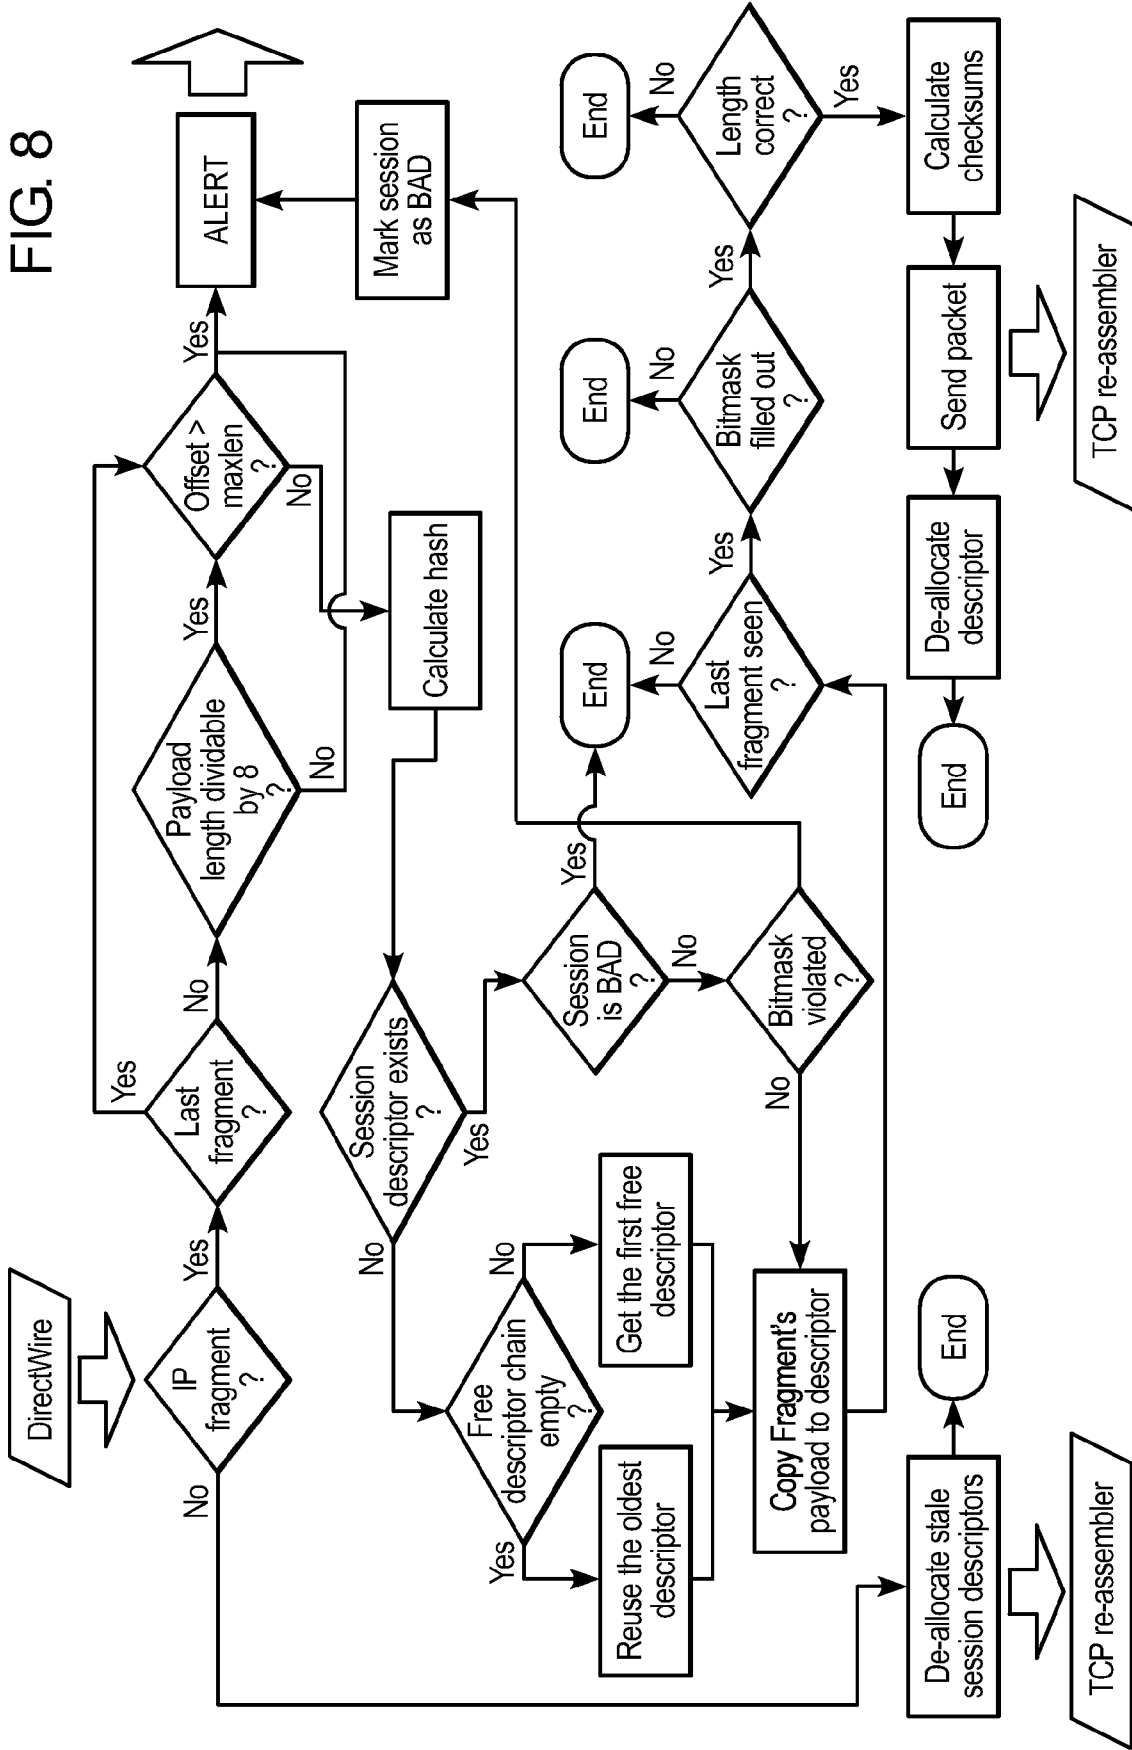 FIG. 8
DirectWire
IP
fragment
?
Yes
No
Last
fragment
?
Yes
No
Payload
length dividable
by 8
?
Yes
No
Offset >
maxlen
?
Yes
No
ALERT
Mark session
as BAD
Calculate hash
Session
descriptor exists
?
No
Yes
Free
descriptor chain
empty
?
Yes
No
Reuse the oldest
descriptor
Get the first free
descriptor
Session
is BAD
?
Yes
No
End
Bitmask
violated
?
No
Copy Fragment's
payload to descriptor
Last
fragment seen
?
No
Yes
Bitmask
filled out
?
No
End
Yes
Length
correct
?
No
End
Yes
Calculate
checksums
Send packet
TCP re-assembler
De-allocate
descriptor
End
De-allocate stale
session descriptors
End
TCP re-assembler